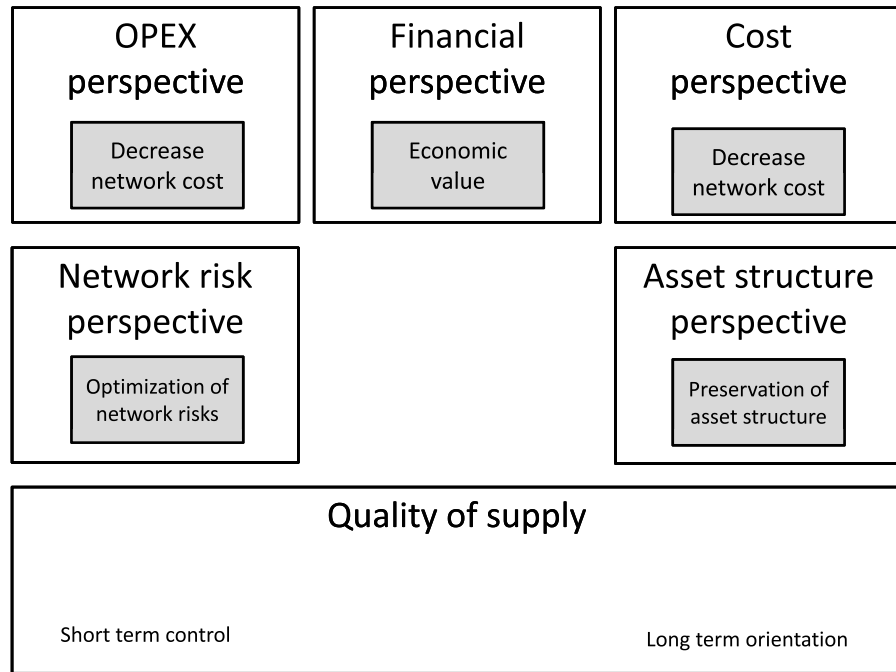 OPEX
perspective
Decrease
network cost
Financial
perspective
Economic
value
Cost
perspective
Decrease
network cost
Network risk
perspective
Optimization of
network risks
Asset structure
perspective
Preservation of
asset structure
Quality of supply
Short term control
Long term orientation